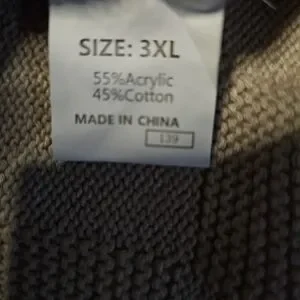 SIZE: 3XL
55%Acrylic
45%Cotton
MADE IN CHINA
139